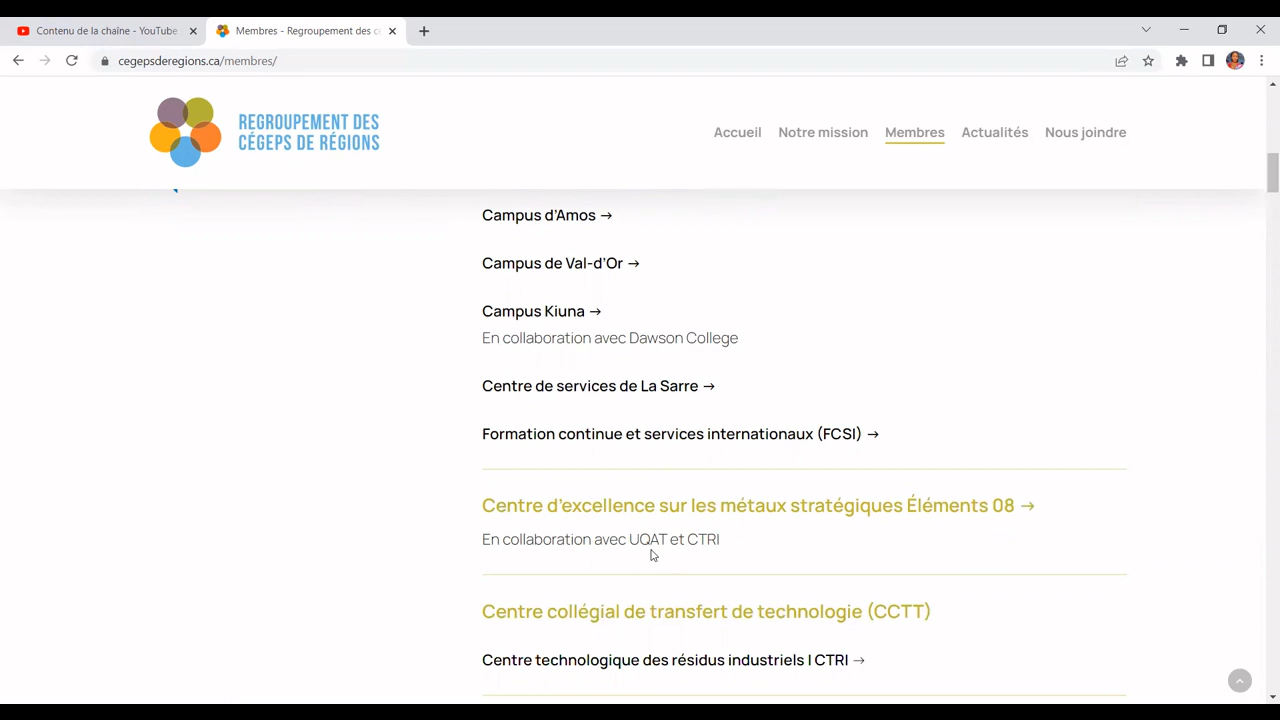 Contenu de la chaîne - YouTube
Membres - Regroupement des c
cegepsderegions.ca/membres/
REGROUPEMENT DES
CÉGEPS DE RÉGIONS
Accueil Notre mission Membres Actualités Nous joindre
Campus d'Amos →
Campus de Val-d'Or →
Campus Kiuna →
En collaboration avec Dawson College
Centre de services de La Sarre →
Formation continue et services internationaux (FCSI) →
Centre d'excellence sur les métaux stratégiques Éléments 08 →
En collaboration avec UQAT et CTRI
Centre collégial de transfert de technologie (CCTT)
Centre technologique des résidus industriels | CTRI →